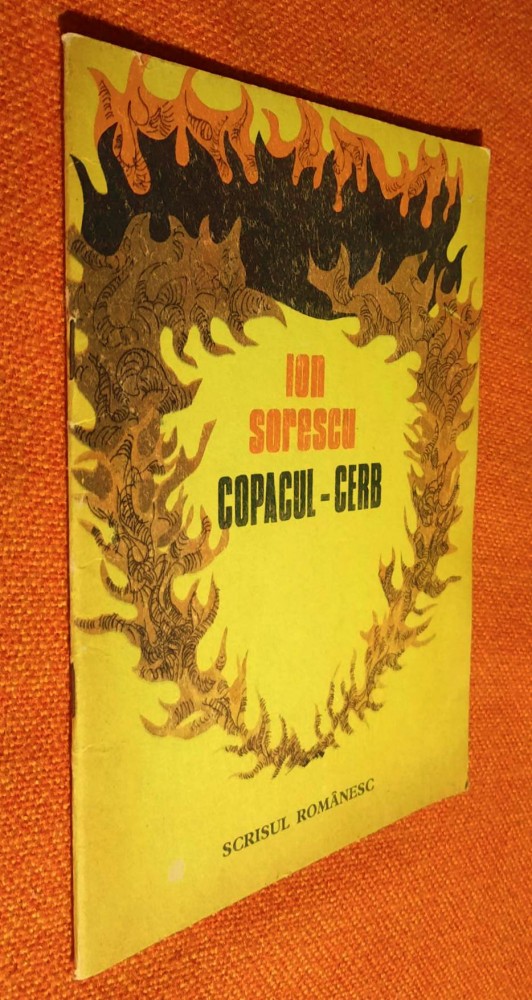 Ion
Sorescu
COPACUL-CERB
SCRISUL ROMÂNESC